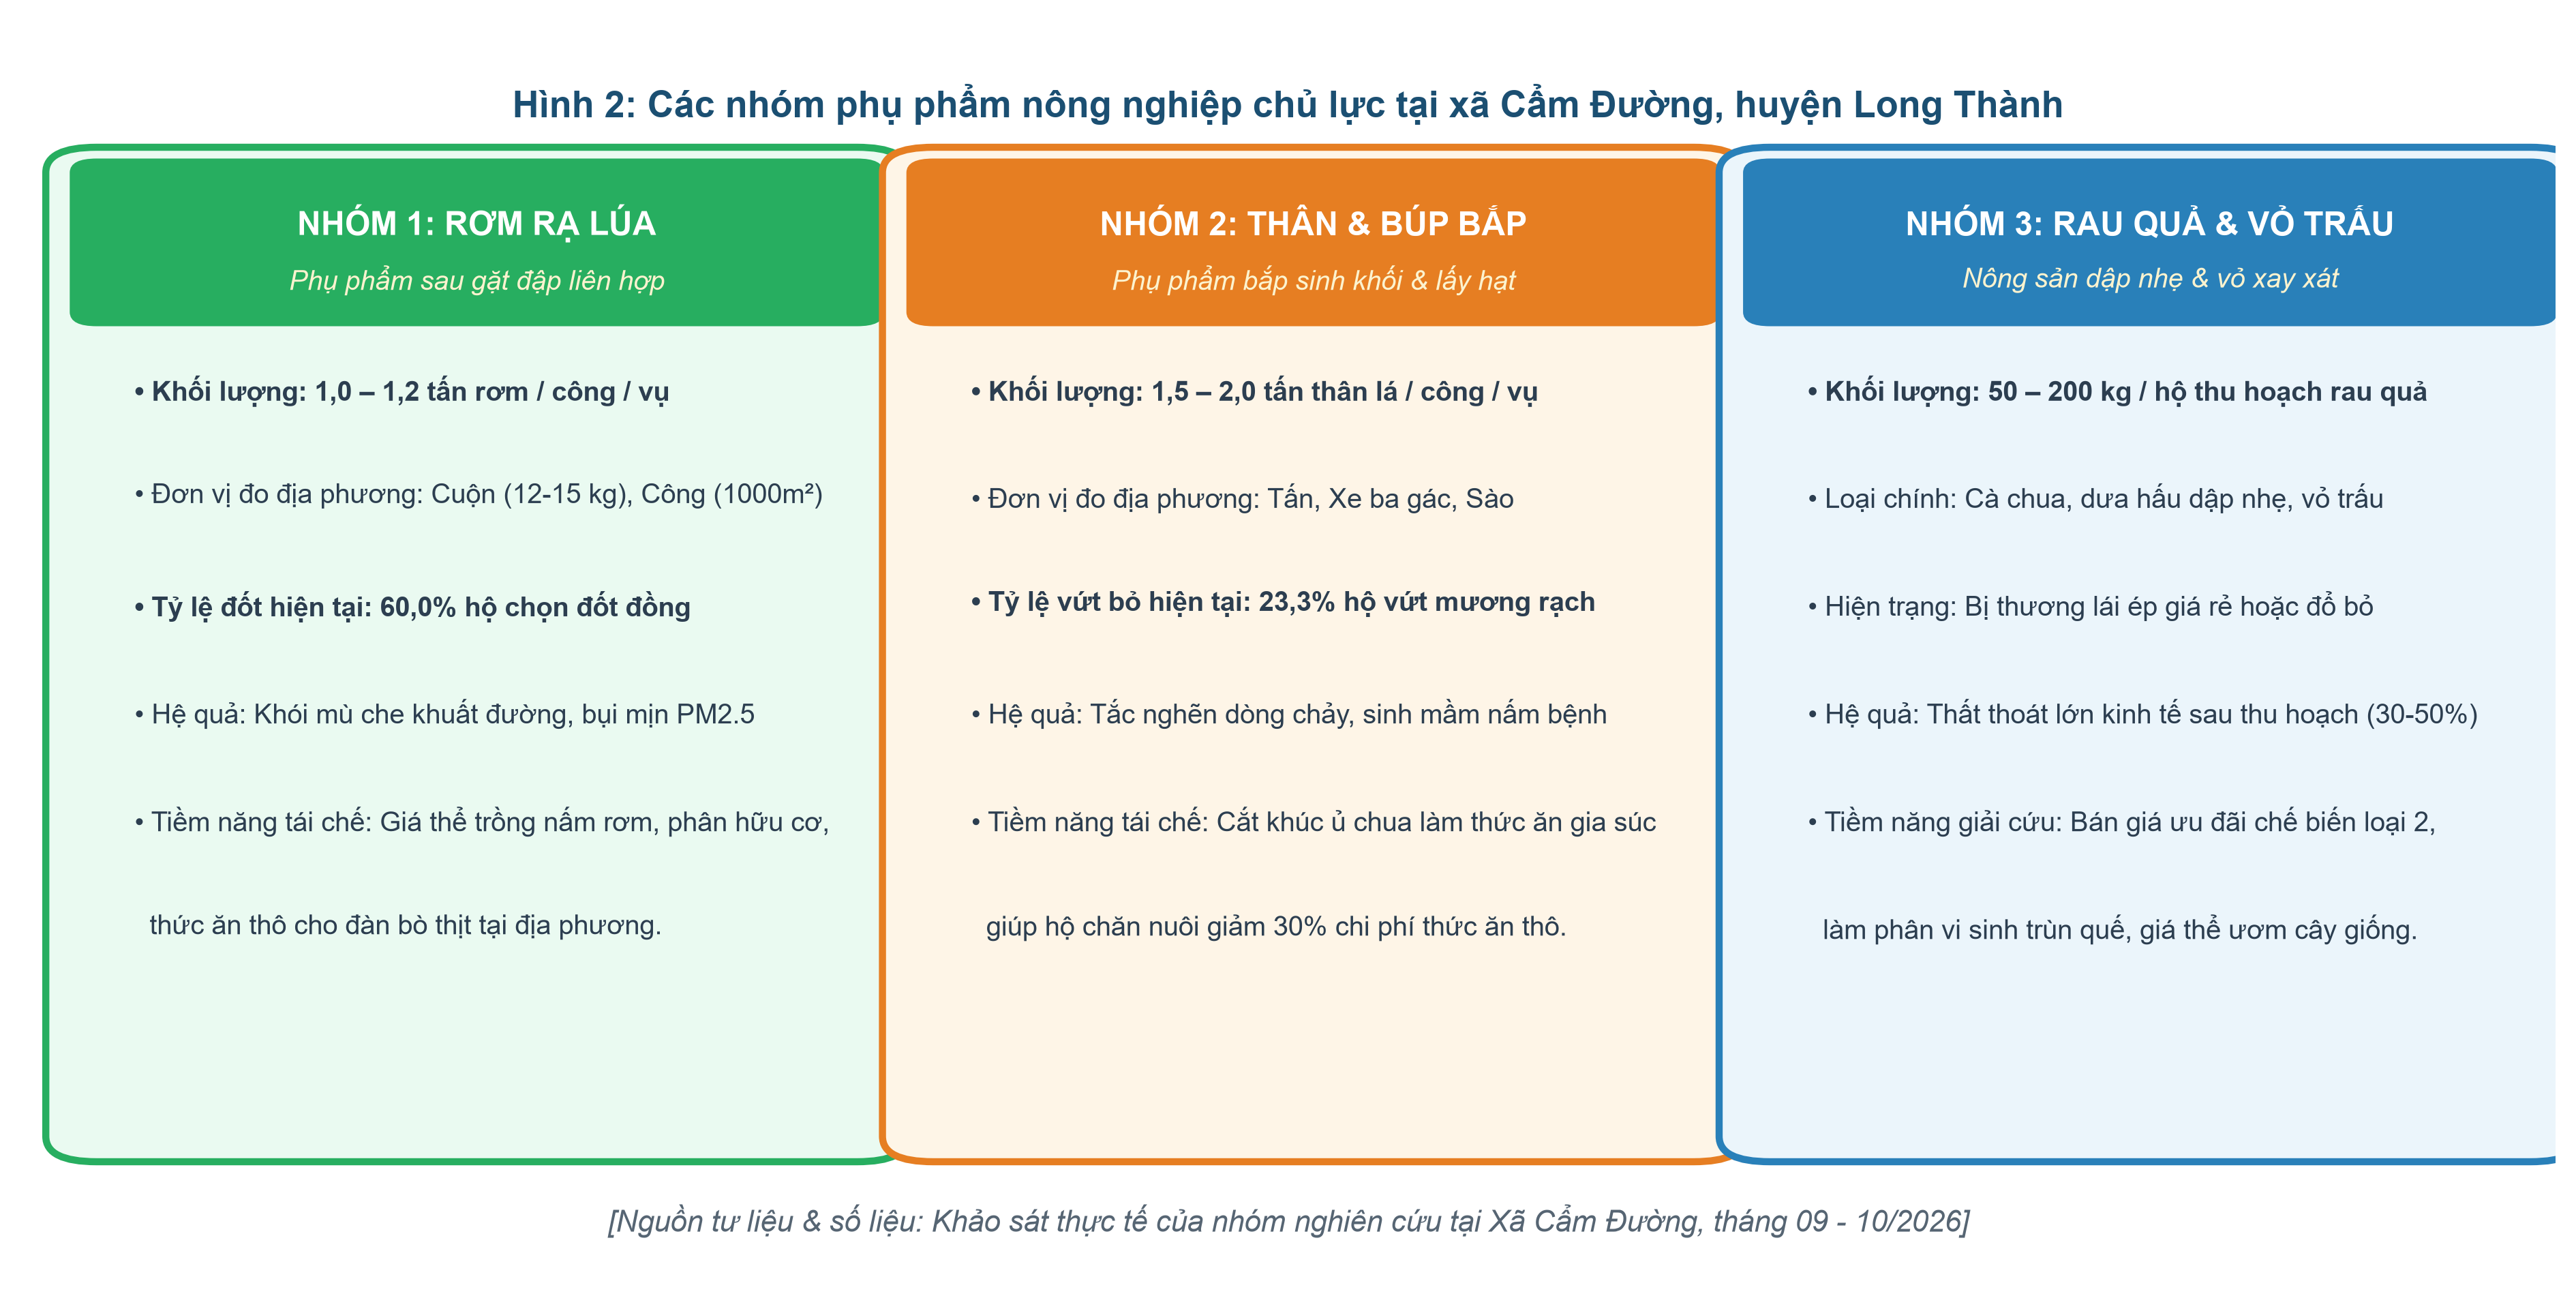 Hình 2: Các nhóm phụ phẩm nông nghiệp chủ lực tại xã Cẩm Đường, huyện Long Thành
NHÓM 1: RƠM RẠ LÚA
Phụ phẩm sau gặt đập liên hợp
• Khối lượng: 1,0 – 1,2 tấn rơm / công / vụ
• Đơn vị đo địa phương: Cuộn (12-15 kg), Công (1000m²)
• Tỷ lệ đốt hiện tại: 60,0% hộ chọn đốt đồng
• Hệ quả: Khói mù che khuất đường, bụi mịn PM2.5
• Tiềm năng tái chế: Giá thể trồng nấm rơm, phân hữu cơ,
thức ăn thô cho đàn bò thịt tại địa phương.
NHÓM 2: THÂN & BÚP BẮP
Phụ phẩm bắp sinh khối & lấy hạt
• Khối lượng: 1,5 – 2,0 tấn thân lá / công / vụ
• Đơn vị đo địa phương: Tấn, Xe ba gác, Sào
• Tỷ lệ vứt bỏ hiện tại: 23,3% hộ vứt mương rạch
• Hệ quả: Tắc nghẽn dòng chảy, sinh mầm nấm bệnh
• Tiềm năng tái chế: Cắt khúc ủ chua làm thức ăn gia súc
giúp hộ chăn nuôi giảm 30% chi phí thức ăn thô.
NHÓM 3: RAU QUẢ & VỎ TRẤU
Nông sản dập nhẹ & vỏ xay xát
• Khối lượng: 50 – 200 kg / hộ thu hoạch rau quả
• Loại chính: Cà chua, dưa hấu dập nhẹ, vỏ trấu
• Hiện trạng: Bị thương lái ép giá rẻ hoặc đổ bỏ
• Hệ quả: Thất thoát lớn kinh tế sau thu hoạch (30-50%)
• Tiềm năng giải cứu: Bán giá ưu đãi chế biến loại 2,
làm phân vi sinh trùn quế, giá thể ươm cây giống.
[Nguồn tư liệu & số liệu: Khảo sát thực tế của nhóm nghiên cứu tại Xã Cẩm Đường, tháng 09 - 10/2026]